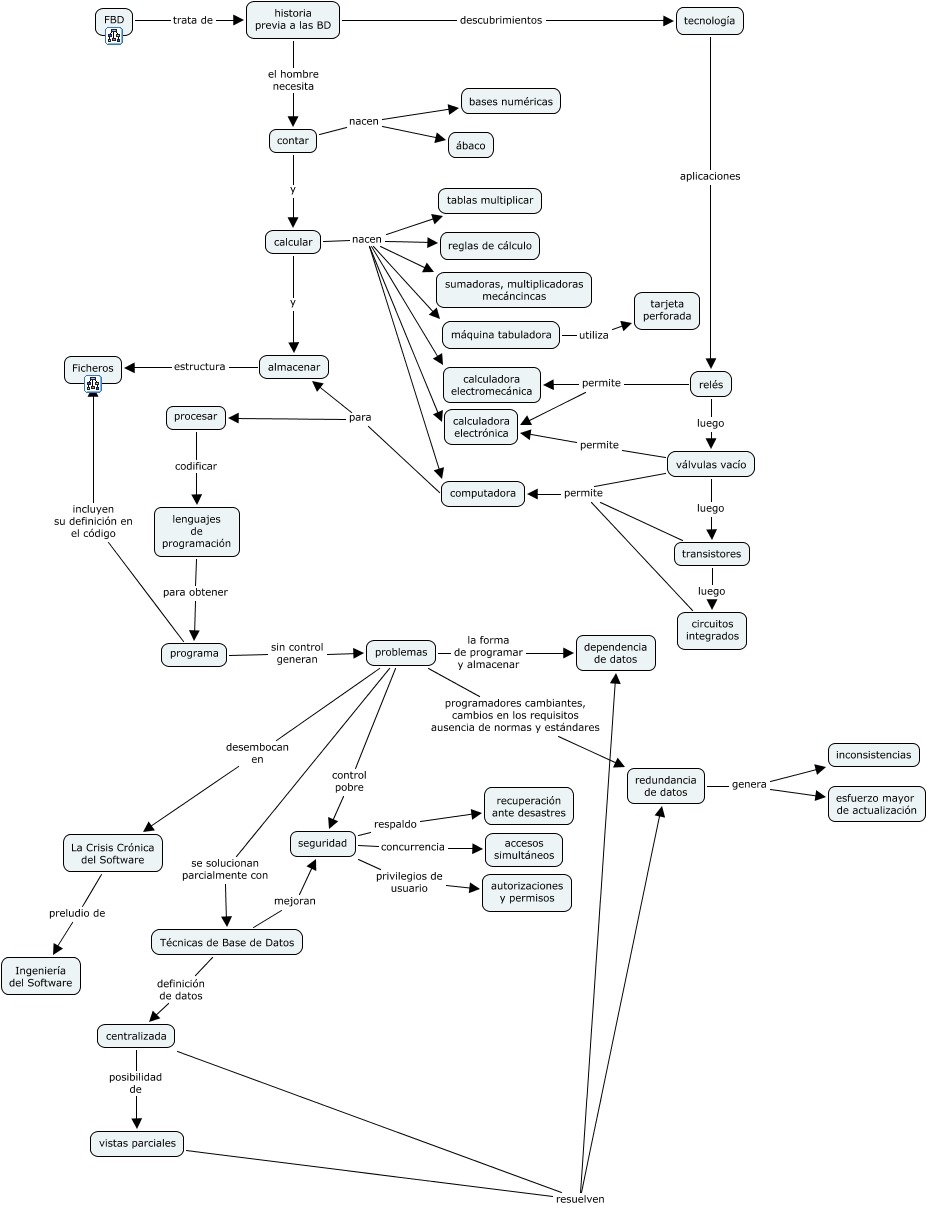 FBD
trata de
historia
previa a las BD
descubrimientos
tecnología
el hombre
necesita
bases numéricas
nacen
contar
ábaco
aplicaciones
y
tablas multiplicar
calcular
nacen
reglas de cálculo
sumadoras, multiplicadoras
mecáncincas
y
tarjeta
perforada
máquina tabuladora
utiliza
Ficheros
estructura
almacenar
calculadora
electromecánica
permite
relés
procesar
para
calculadora
electrónica
luego
permite
codificar
válvulas vacío
computadora
permite
incluyen
su definición en
el código
lenguajes
de
programación
luego
transistores
para obtener
luego
circuitos
integrados
programa
sin control
generan
problemas
la forma
de programar
y almacenar
dependencia
de datos
programadores cambiantes,
cambios en los requisitos
ausencia de normas y estándares
desembocan
en
control
pobre
redundancia
de datos
genera
inconsistencias
esfuerzo mayor
de actualización
recuperación
ante desastres
respaldo
La Crisis Crónica
del Software
seguridad
concurrencia
accesos
simultáneos
se solucionan
parcialmente con
privilegios de
usuario
autorizaciones
y permisos
mejoran
preludio de
Técnicas de Base de Datos
Ingeniería
del Software
definición
de datos
centralizada
posibilidad
de
vistas parciales
resuelven